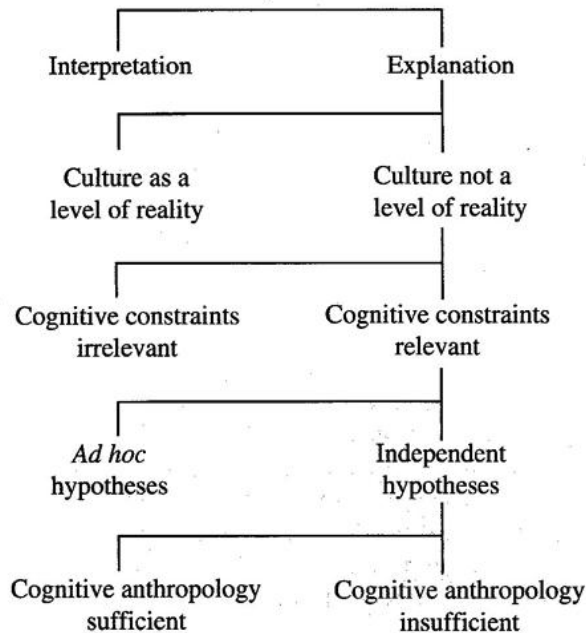 Interpretation Explanation
Culture as a Culture not a
level of reality level of reality
Cognitive constraints Cognitive constraints
irrelevant relevant
Ad hoc Independent
hypotheses hypotheses
Cognitive anthropology Cognitive anthropology
sufficient insufficient